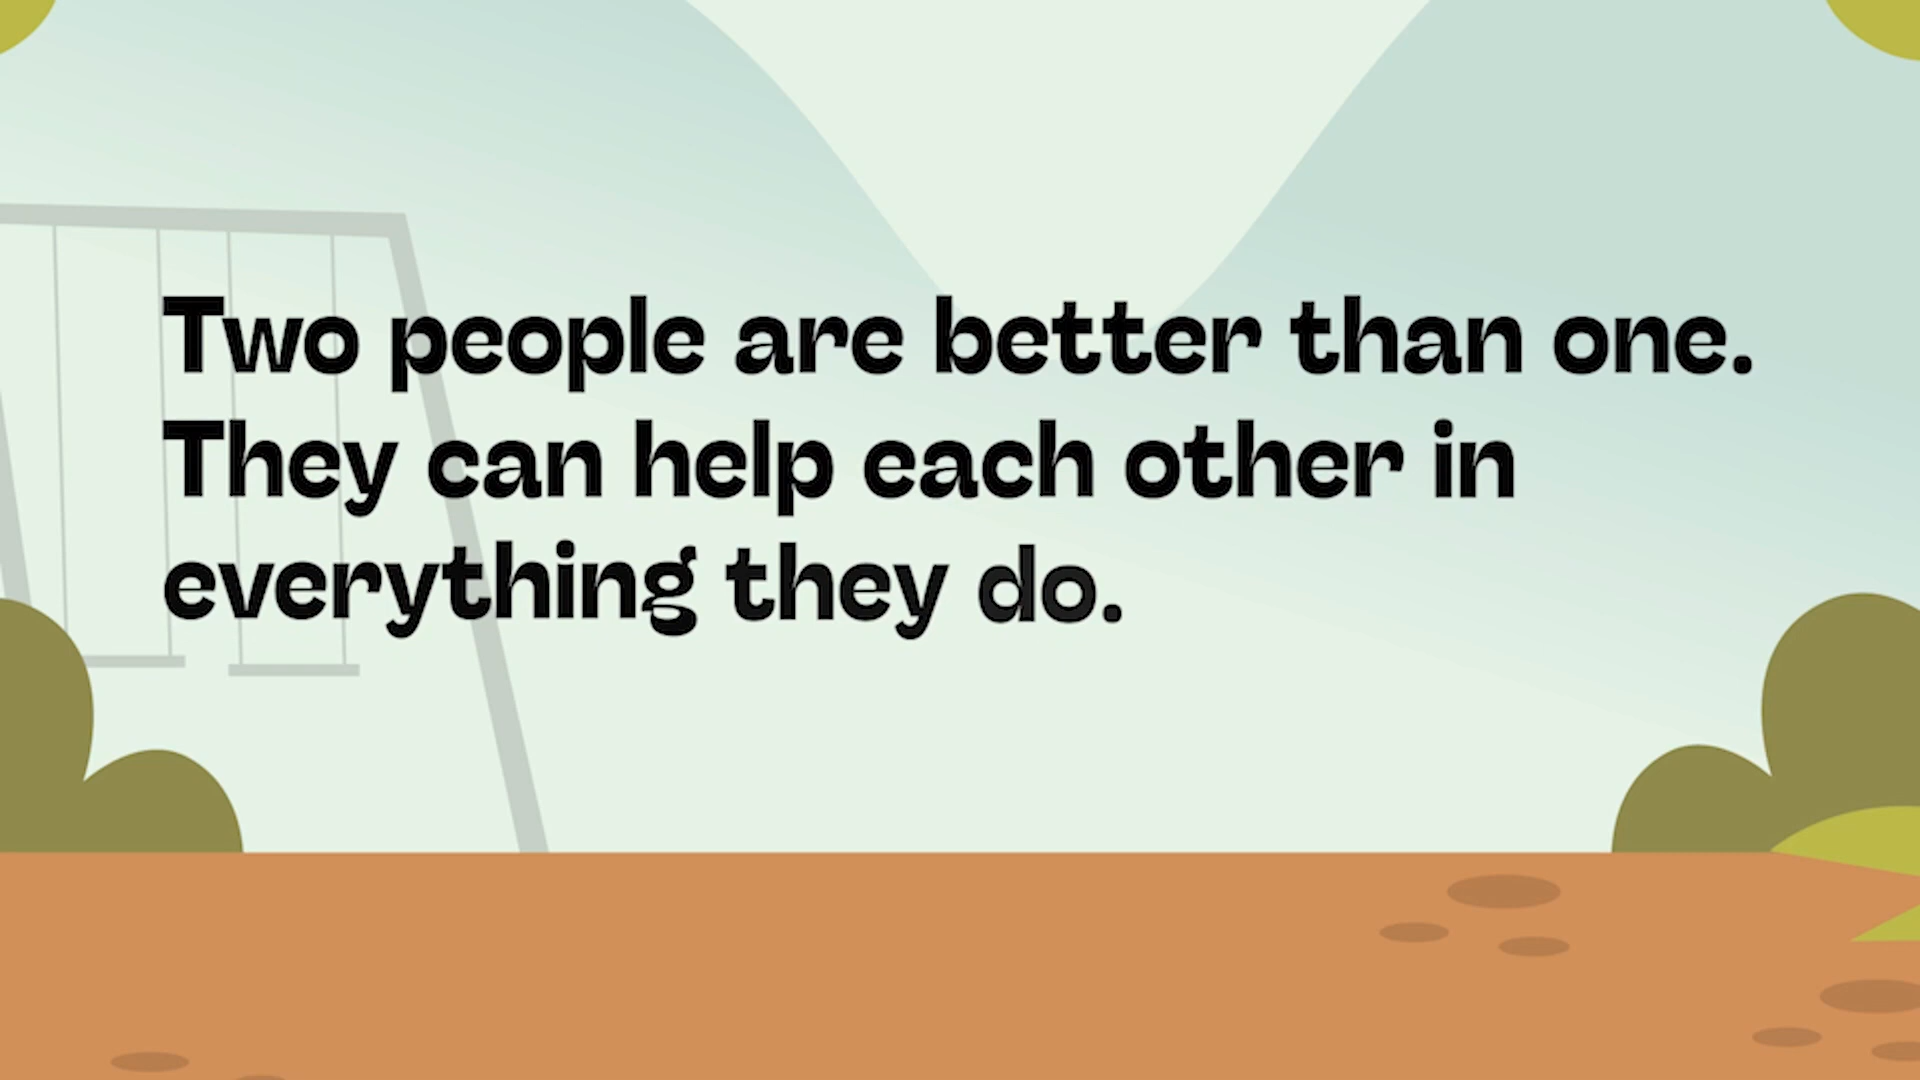 Two people are better than one.
They can help each other in
everything they do.